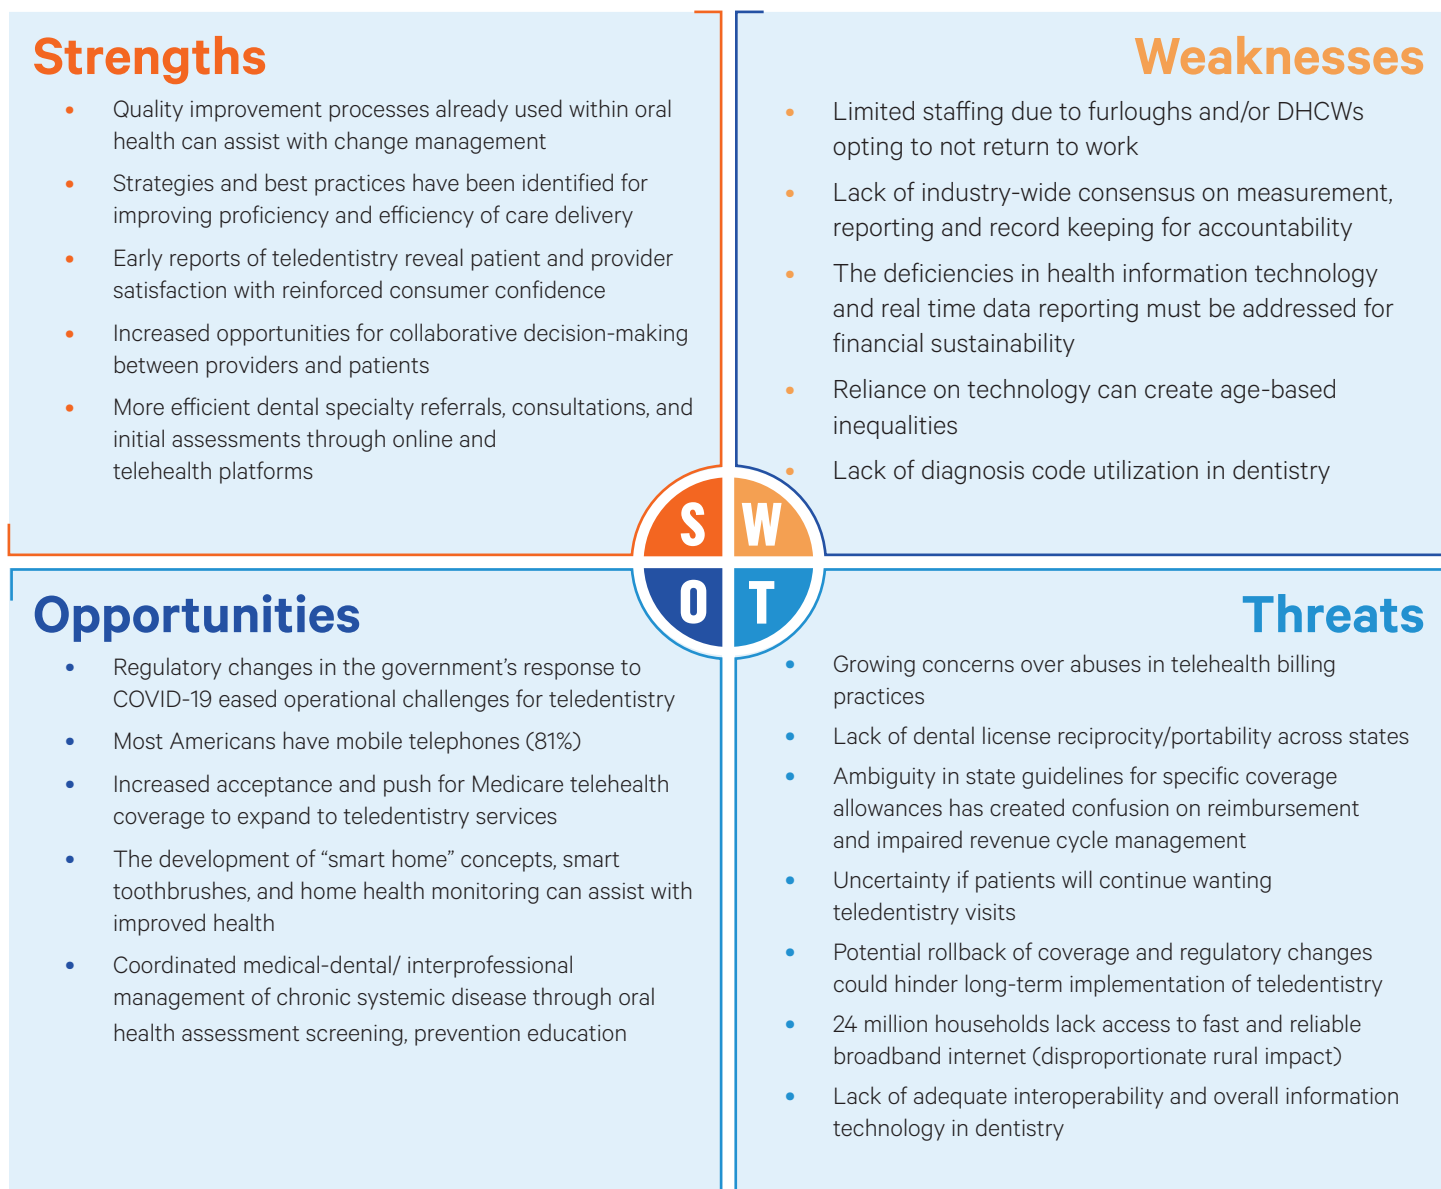 Strengths
• Quality improvement processes already used within oral
health can assist with change management
• Strategies and best practices have been identified for
improving proficiency and efficiency of care delivery
• Early reports of teledentistry reveal patient and provider
satisfaction with reinforced consumer confidence
• Increased opportunities for collaborative decision-making
between providers and patients
• More efficient dental specialty referrals, consultations, and
initial assessments through online and
telehealth platforms
Weaknesses
• Limited staffing due to furloughs and/or DHCWs
opting to not return to work
• Lack of industry-wide consensus on measurement,
reporting and record keeping for accountability
• The deficiencies in health information technology
and real time data reporting must be addressed for
financial sustainability
• Reliance on technology can create age-based
inequalities
• Lack of diagnosis code utilization in dentistry
S W
O T
Opportunities
• Regulatory changes in the government’s response to
COVID-19 eased operational challenges for teledentistry
• Most Americans have mobile telephones (81%)
• Increased acceptance and push for Medicare telehealth
coverage to expand to teledentistry services
• The development of “smart home” concepts, smart
toothbrushes, and home health monitoring can assist with
improved health
• Coordinated medical-dental/ interprofessional
management of chronic systemic disease through oral
health assessment screening, prevention education
Threats
• Growing concerns over abuses in telehealth billing
practices
• Lack of dental license reciprocity/portability across states
• Ambiguity in state guidelines for specific coverage
allowances has created confusion on reimbursement
and impaired revenue cycle management
• Uncertainty if patients will continue wanting
teledentistry visits
• Potential rollback of coverage and regulatory changes
could hinder long-term implementation of teledentistry
• 24 million households lack access to fast and reliable
broadband internet (disproportionate rural impact)
• Lack of adequate interoperability and overall information
technology in dentistry